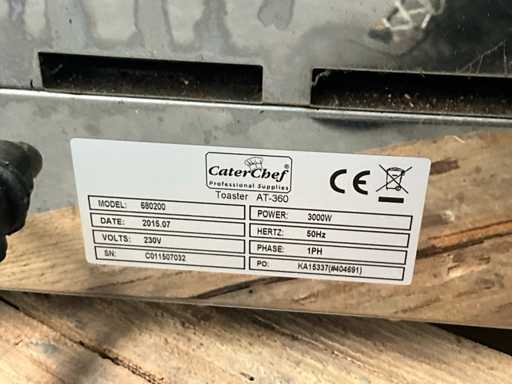 CaterChef®
Professional Supplies
Toaster AT-360
CE
MODEL: 680200
DATE: 2015.07
VOLTS: 230V
SN: C011507032
POWER: 3000W
HERTZ: 50Hz
PHASE: 1PH
PO: KA15337(#404691)